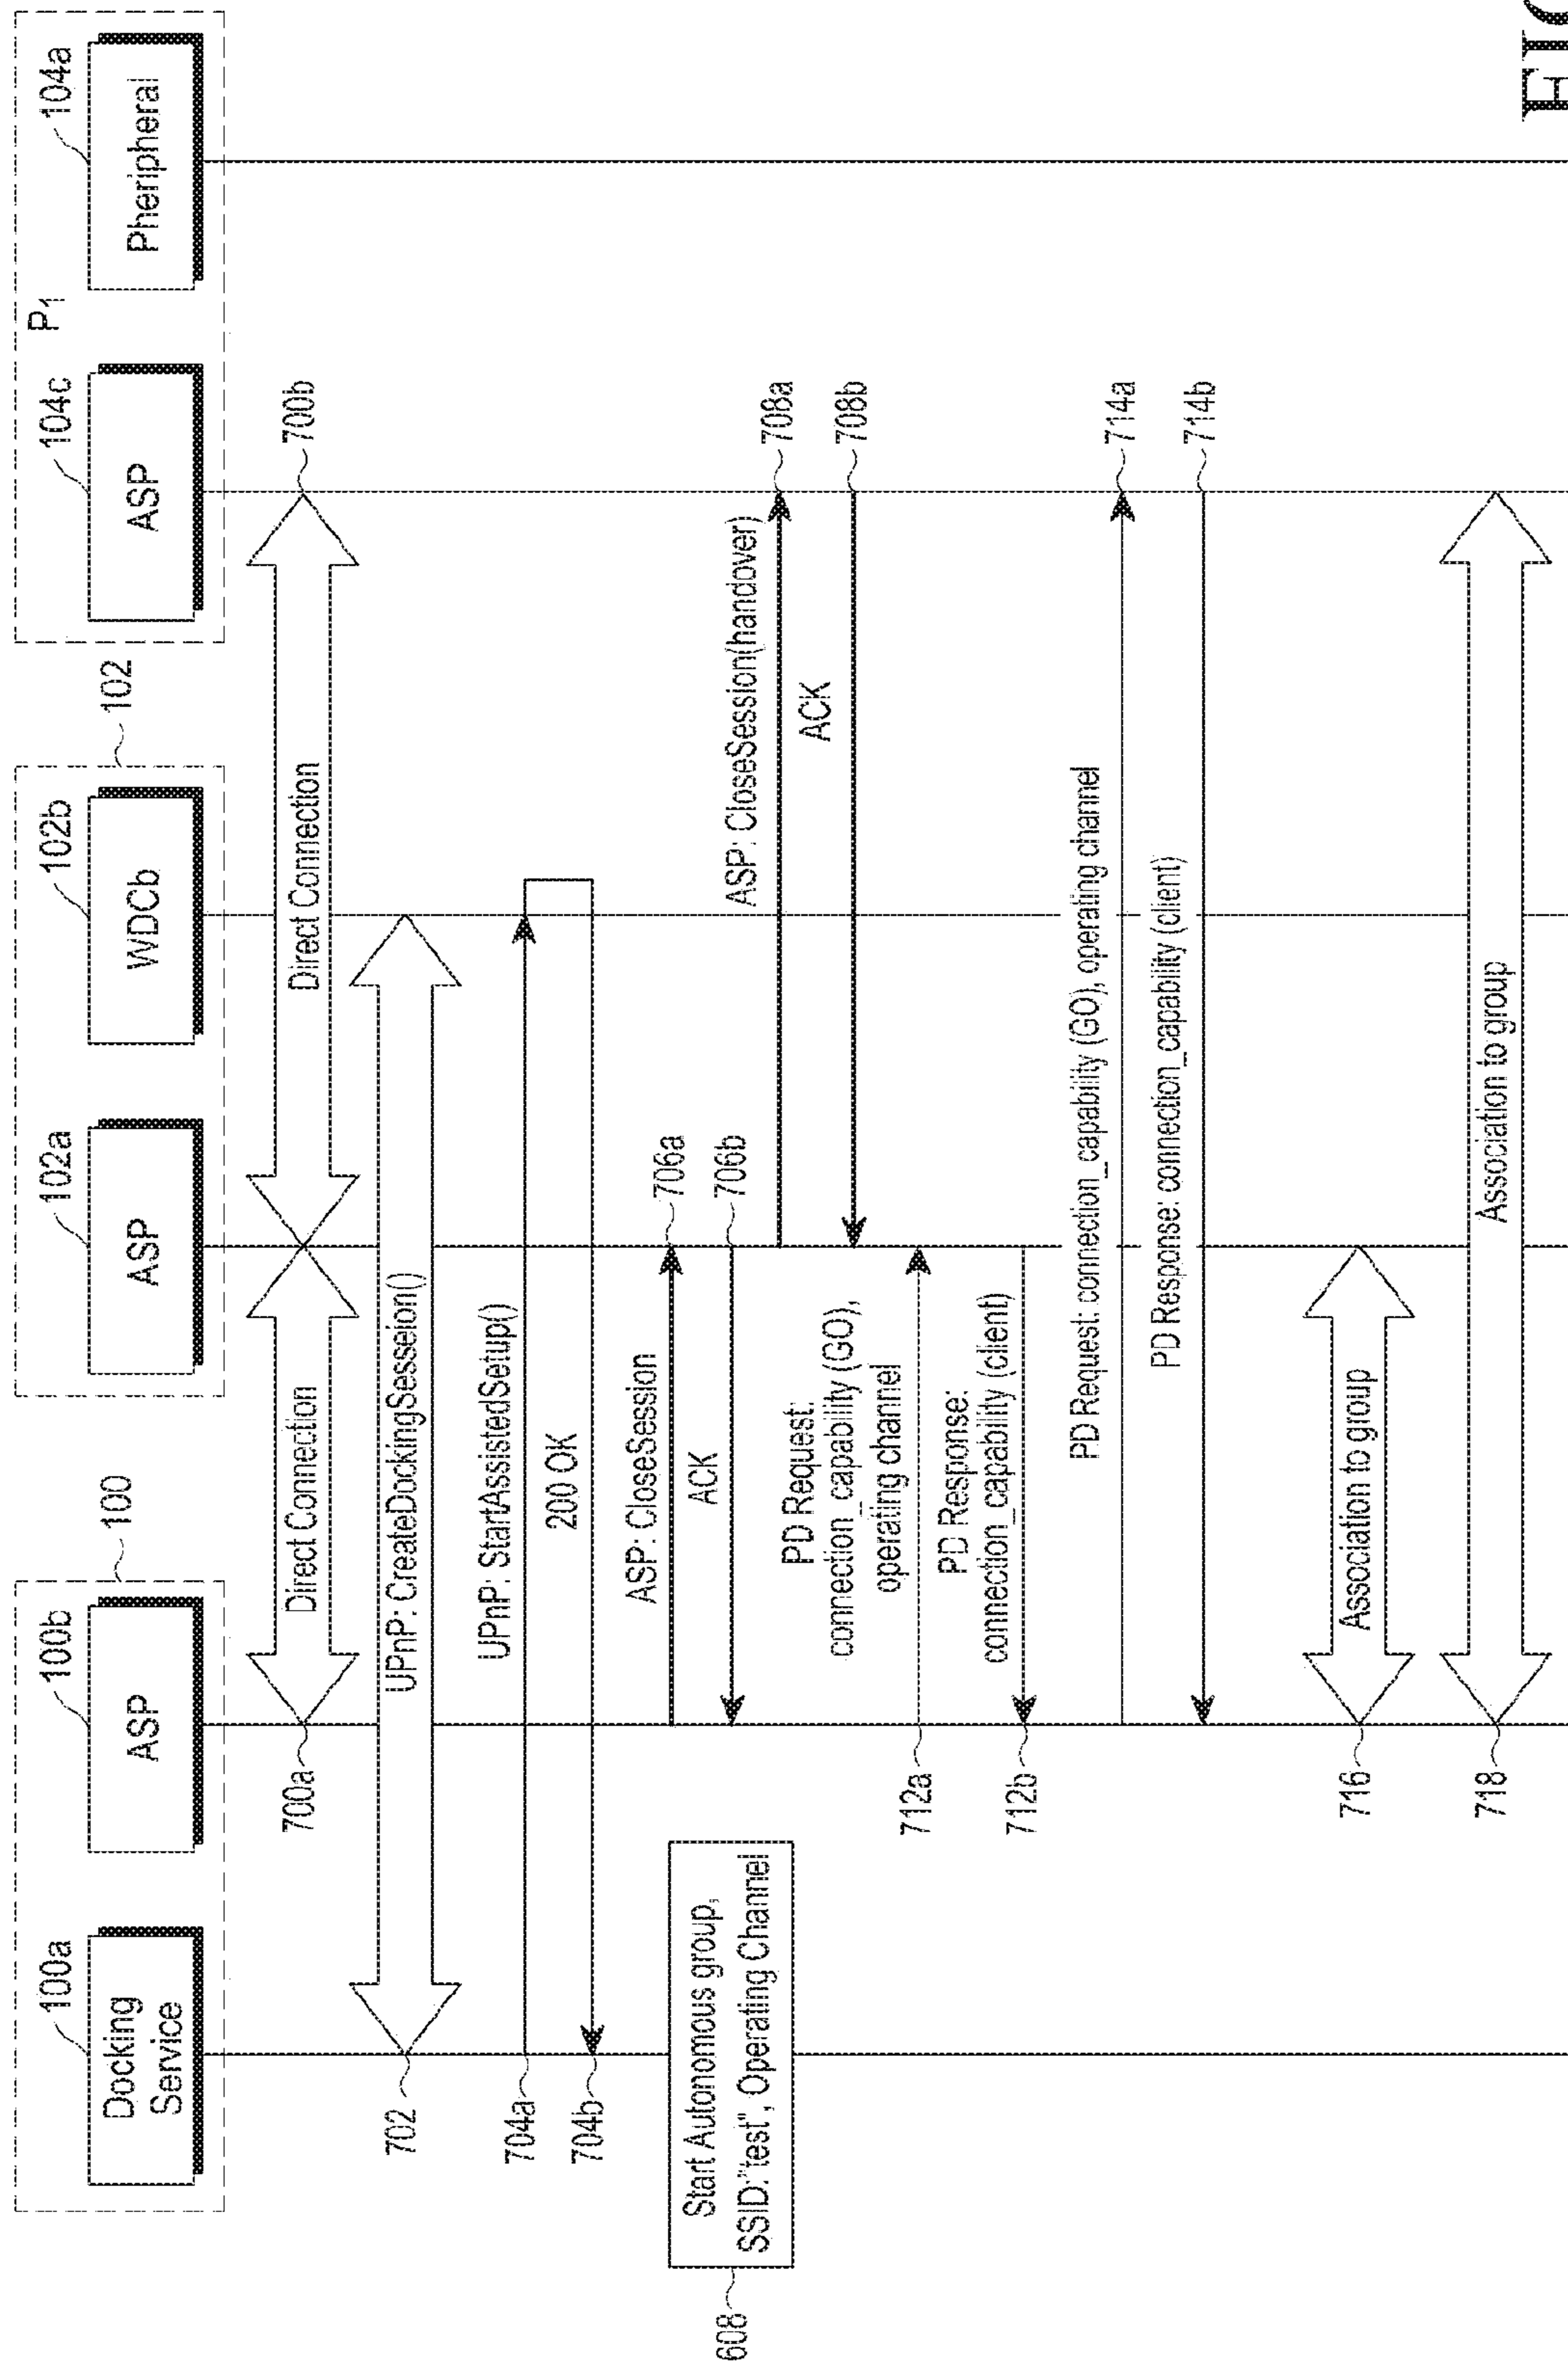 100
102
P1
100a
100b
102a
102b
104c
104a
Docking
Service
ASP
ASP
WDCb
ASP
Pheripheral
700a
Direct Connection
Direct Connection
700b
702
UPnP: CreateDockingSesseion()
704a
UPnP: StartAssistedSetup()
704b
200 OK
608
Start Autonomous group,
SSID:"test", Operating Channel
ASP: CloseSession
706a
ACK
706b
ASP: CloseSession(handover)
708a
ACK
708b
712a
PD Request:
connection_capability (GO),
operating channel
712b
PD Response:
connection_capability (client)
PD Request: connection_capability (GO), operating channel
714a
PD Response: connection_capability (client)
714b
716
Association to group
718
Association to group